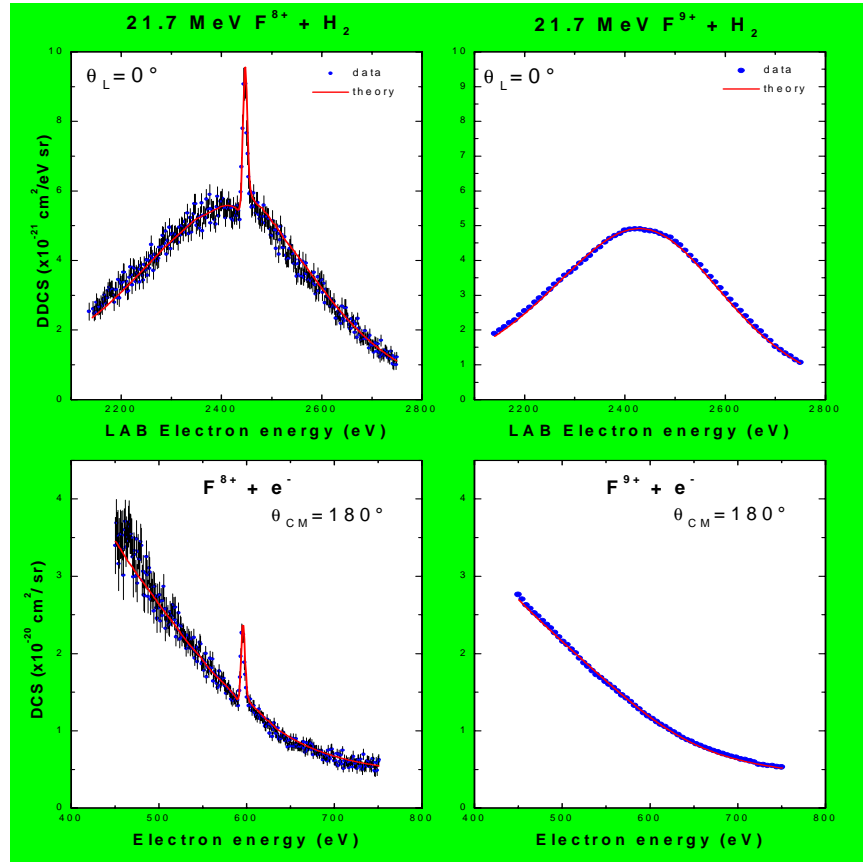 21.7 MeV F8+ + H2
21.7 MeV F9+ + H2
θL=0°
data
theory
10
8
6
4
2
0
DDCS (x10-21 cm2/eV sr)
2200 2400 2600 2800
LAB Electron energy (eV)
θL=0°
data
theory
10
9
8
7
6
5
4
3
2
1
0
2200 2400 2600 2800
LAB Electron energy (eV)
F8+ + e-
θCM=180°
4
3
2
1
0
DCS (x10-20 cm2/ sr)
400 500 600 700 800
Electron energy (eV)
F9+ + e-
θCM=180°
4
3
2
1
0
400 500 600 700 800
Electron energy (eV)